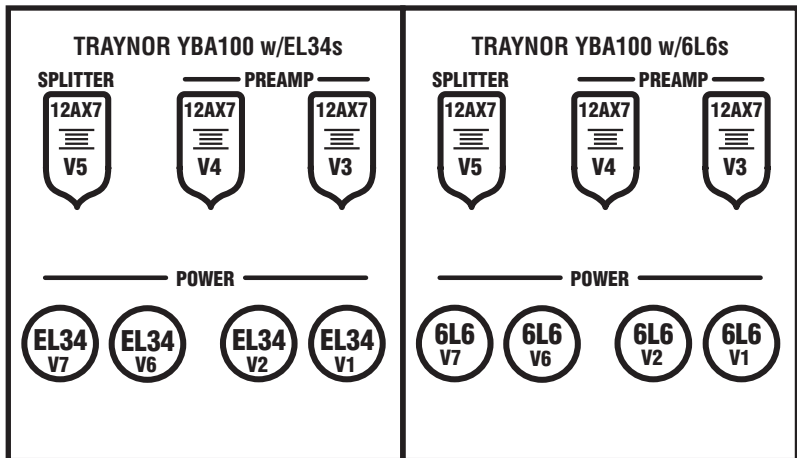 TRAYNOR YBA100 w/EL34s
SPLITTER PREAMP
12AX7 12AX7 12AX7
V5 V4 V3
POWER
EL34 EL34 EL34 EL34
V7 V6 V2 V1
TRAYNOR YBA100 w/6L6s
SPLITTER PREAMP
12AX7 12AX7 12AX7
V5 V4 V3
POWER
6L6 6L6 6L6 6L6
V7 V6 V2 V1